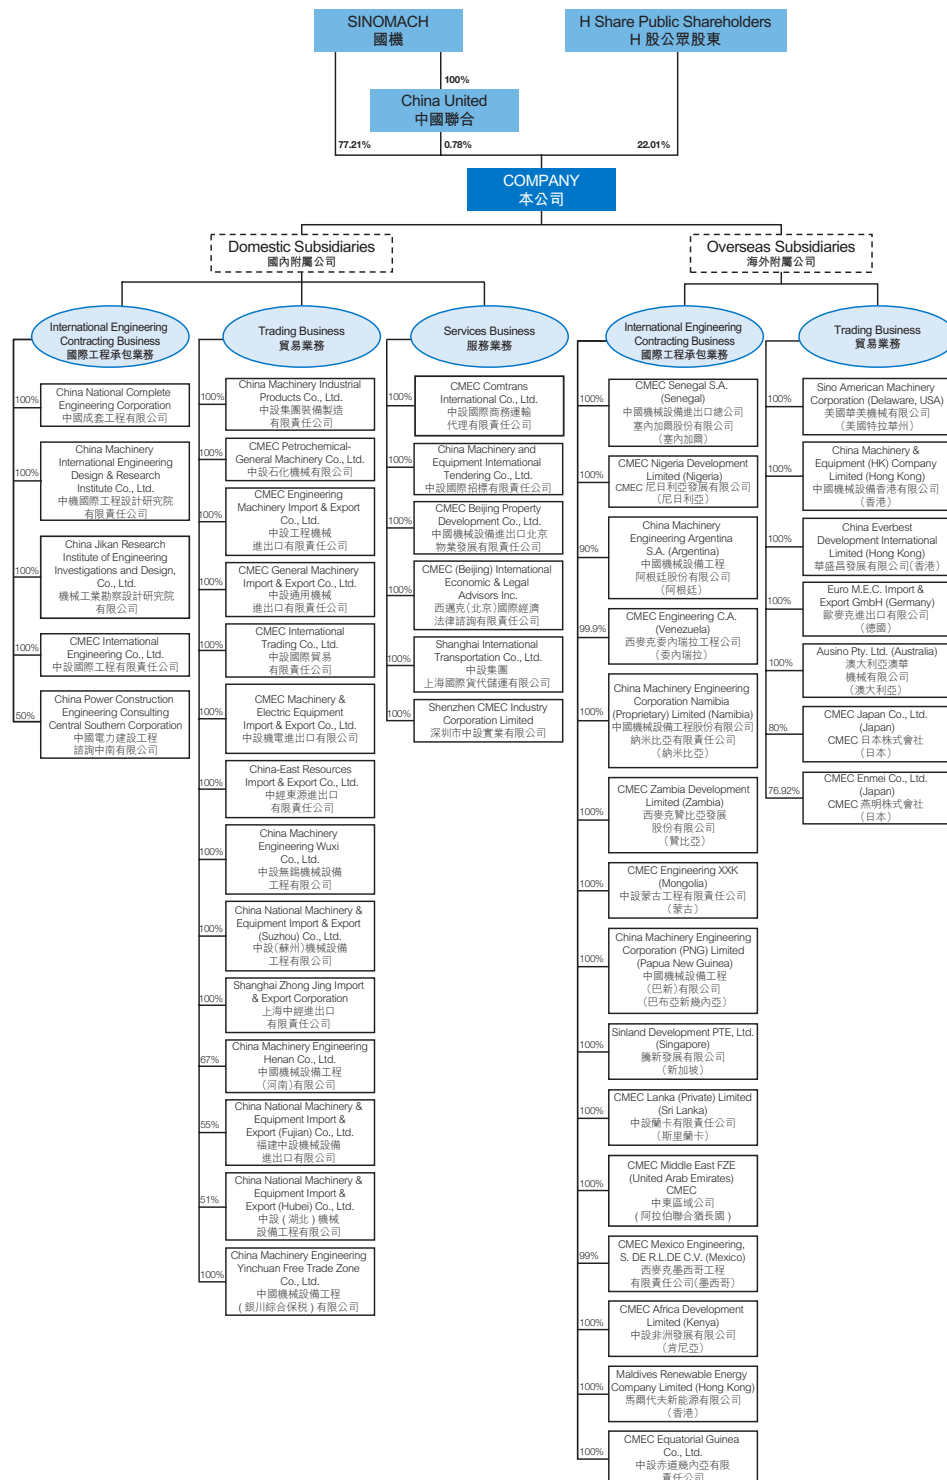 SINOMACH
國機
H Share Public Shareholders
H 股公眾股東
100%
China United
中國聯合
77.21%
0.78%
22.01%
COMPANY
本公司
Domestic Subsidiaries
國內附屬公司
Overseas Subsidiaries
海外附屬公司
International Engineering
Contracting Business
國際工程承包業務
100%
China National Complete
Engineering Corporation
中國成套工程有限公司
100%
China Machinery
International Engineering
Design & Research
Institute Co., Ltd.
中機國際工程設計研究院
有限責任公司
100%
China Jikan Research
Institute of Engineering
Investigations and Design,
Co., Ltd.
機械工業勘察設計研究院
有限公司
100%
CMEC International
Engineering Co., Ltd.
中設國際工程有限責任公司
50%
China Power Construction
Engineering Consulting
Central Southern Corporation
中國電力建設工程
諮詢中南有限公司
Trading Business
貿易業務
100%
China Machinery Industrial
Products Co., Ltd.
中設集團裝備製造
有限責任公司
100%
CMEC Petrochemical-
General Machinery Co., Ltd.
中設石化機械有限公司
100%
CMEC Engineering
Machinery Import & Export
Co., Ltd.
中設工程機械
進出口有限責任公司
100%
CMEC General Machinery
Import & Export Co., Ltd.
中設通用機械
進出口有限責任公司
100%
CMEC International
Trading Co., Ltd.
中設國際貿易
有限責任公司
100%
CMEC Machinery &
Electric Equipment
Import & Export Co., Ltd.
中設機電進出口有限公司
100%
China-East Resources
Import & Export Co., Ltd.
中經東源進出口
有限責任公司
100%
China Machinery
Engineering Wuxi
Co., Ltd.
中設無錫機械設備
工程有限公司
100%
China National Machinery &
Equipment Import & Export
(Suzhou) Co., Ltd.
中設（蘇州）機械設備
工程有限公司
100%
Shanghai Zhong Jing Import
& Export Corporation
上海中經進出口
有限責任公司
67%
China Machinery Engineering
Henan Co., Ltd.
中國機械設備工程
（河南）有限公司
55%
China National Machinery &
Equipment Import &
Export (Fujian) Co., Ltd.
福建中設機械設備
進出口有限公司
51%
China National Machinery &
Equipment Import &
Export (Hubei) Co., Ltd.
中設 ( 湖北 ) 機械
設備工程有限公司
100%
China Machinery Engineering
Yinchuan Free Trade Zone
Co., Ltd.
中國機械設備工程
( 銀川綜合保税 ) 有限公司
Services Business
服務業務
100%
CMEC Comtrans
International Co., Ltd.
中設國際商務運輸
代理有限責任公司
100%
China Machinery and
Equipment International
Tendering Co., Ltd.
中設國際招標有限責任公司
100%
CMEC Beijing Property
Development Co., Ltd.
中國機械設備進出口北京
物業發展有限責任公司
100%
CMEC (Beijing) International
Economic & Legal
Advisors Inc.
西邁克（北京）國際經濟
法律諮詢有限責任公司
100%
Shanghai International
Transportation Co., Ltd.
中設集團
上海國際貨代儲運有限公司
100%
Shenzhen CMEC Industry
Corporation Limited
深圳市中設實業有限公司
International Engineering
Contracting Business
國際工程承包業務
100%
CMEC Senegal S.A.
(Senegal)
中國機械設備進出口總公司
塞內加爾股份有限公司
（塞內加爾）
100%
CMEC Nigeria Development
Limited (Nigeria)
CMEC 尼日利亞發展有限公司
（尼日利亞）
90%
China Machinery
Engineering Argentina
S.A. (Argentina)
中國機械設備工程
阿根廷股份有限公司
（阿根廷）
99.9%
CMEC Engineering C.A.
(Venezuela)
西麥克委內瑞拉工程公司
（委內瑞拉）
100%
China Machinery Engineering
Corporation Namibia
(Proprietary) Limited (Namibia)
中國機械設備工程股份有限公司
納米比亞有限責任公司
（納米比亞）
100%
CMEC Zambia Development
Limited (Zambia)
西麥克贊比亞發展
股份有限公司
（贊比亞）
100%
CMEC Engineering XXK
(Mongolia)
中設蒙古工程有限責任公司
（蒙古）
100%
China Machinery Engineering
Corporation (PNG) Limited
(Papua New Guinea)
中國機械設備工程
（巴新）有限公司
（巴布亞新幾內亞）
100%
Sinland Development PTE, Ltd.
(Singapore)
騰新發展有限公司
（新加坡）
100%
CMEC Lanka (Private) Limited
(Sri Lanka)
中設蘭卡有限責任公司
（斯里蘭卡）
100%
CMEC Middle East FZE
(United Arab Emirates)
CMEC
中東區域公司
( 阿拉伯聯合酋長國 )
99%
CMEC Mexico Engineering,
S. DE R.L.DE C.V. (Mexico)
西麥克墨西哥工程
有限責任公司（墨西哥）
100%
CMEC Africa Development
Limited (Kenya)
中設非洲發展有限公司
（肯尼亞）
100%
Maldives Renewable Energy
Company Limited (Hong Kong)
馬爾代夫新能源有限公司
（香港）
100%
CMEC Equatorial Guinea
Co., Ltd.
中設赤道幾內亞有限
責任公司
Trading Business
貿易業務
100%
Sino American Machinery
Corporation (Delaware, USA)
美國華美機械有限公司
（美國特拉華州）
100%
China Machinery &
Equipment (HK) Company
Limited (Hong Kong)
中國機械設備香港有限公司
（香港）
100%
China Everbest
Development International
Limited (Hong Kong)
華盛昌發展有限公司（香港）
100%
Euro M.E.C. Import &
Export GmbH (Germany)
歐麥克進出口有限公司
（德國）
100%
Ausino Pty. Ltd. (Australia)
澳大利亞澳華
機械有限公司
（澳大利亞）
80%
CMEC Japan Co., Ltd.
(Japan)
CMEC 日本株式會社
（日本）
76.92%
CMEC Enmei Co., Ltd.
(Japan)
CMEC 燕明株式會社
（日本）